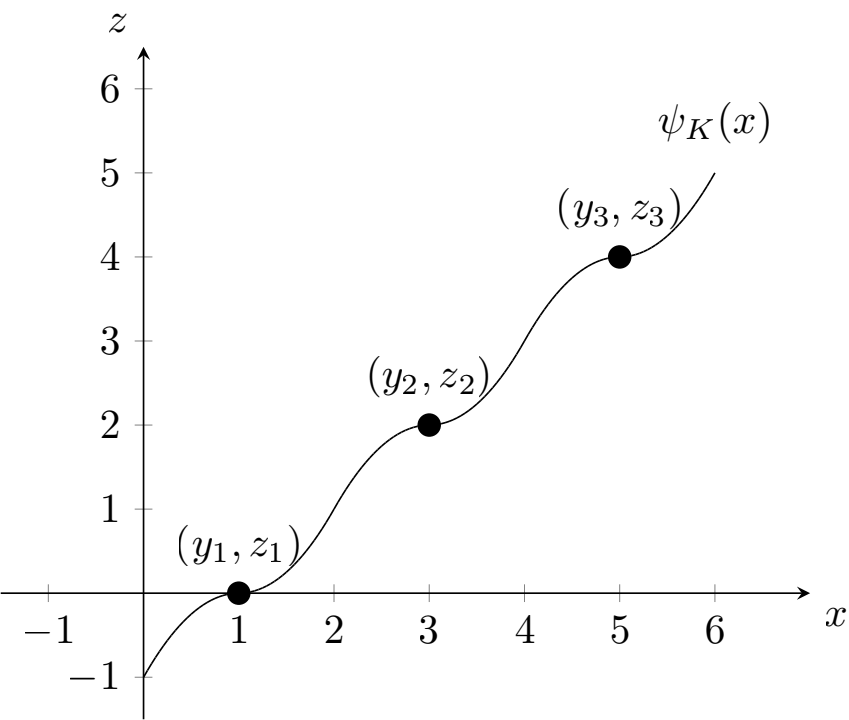 z
6
ψ_K(x)
5
(y_3, z_3)
4
3
(y_2, z_2)
2
1
(y_1, z_1)
−1 1 2 3 4 5 6 x
−1